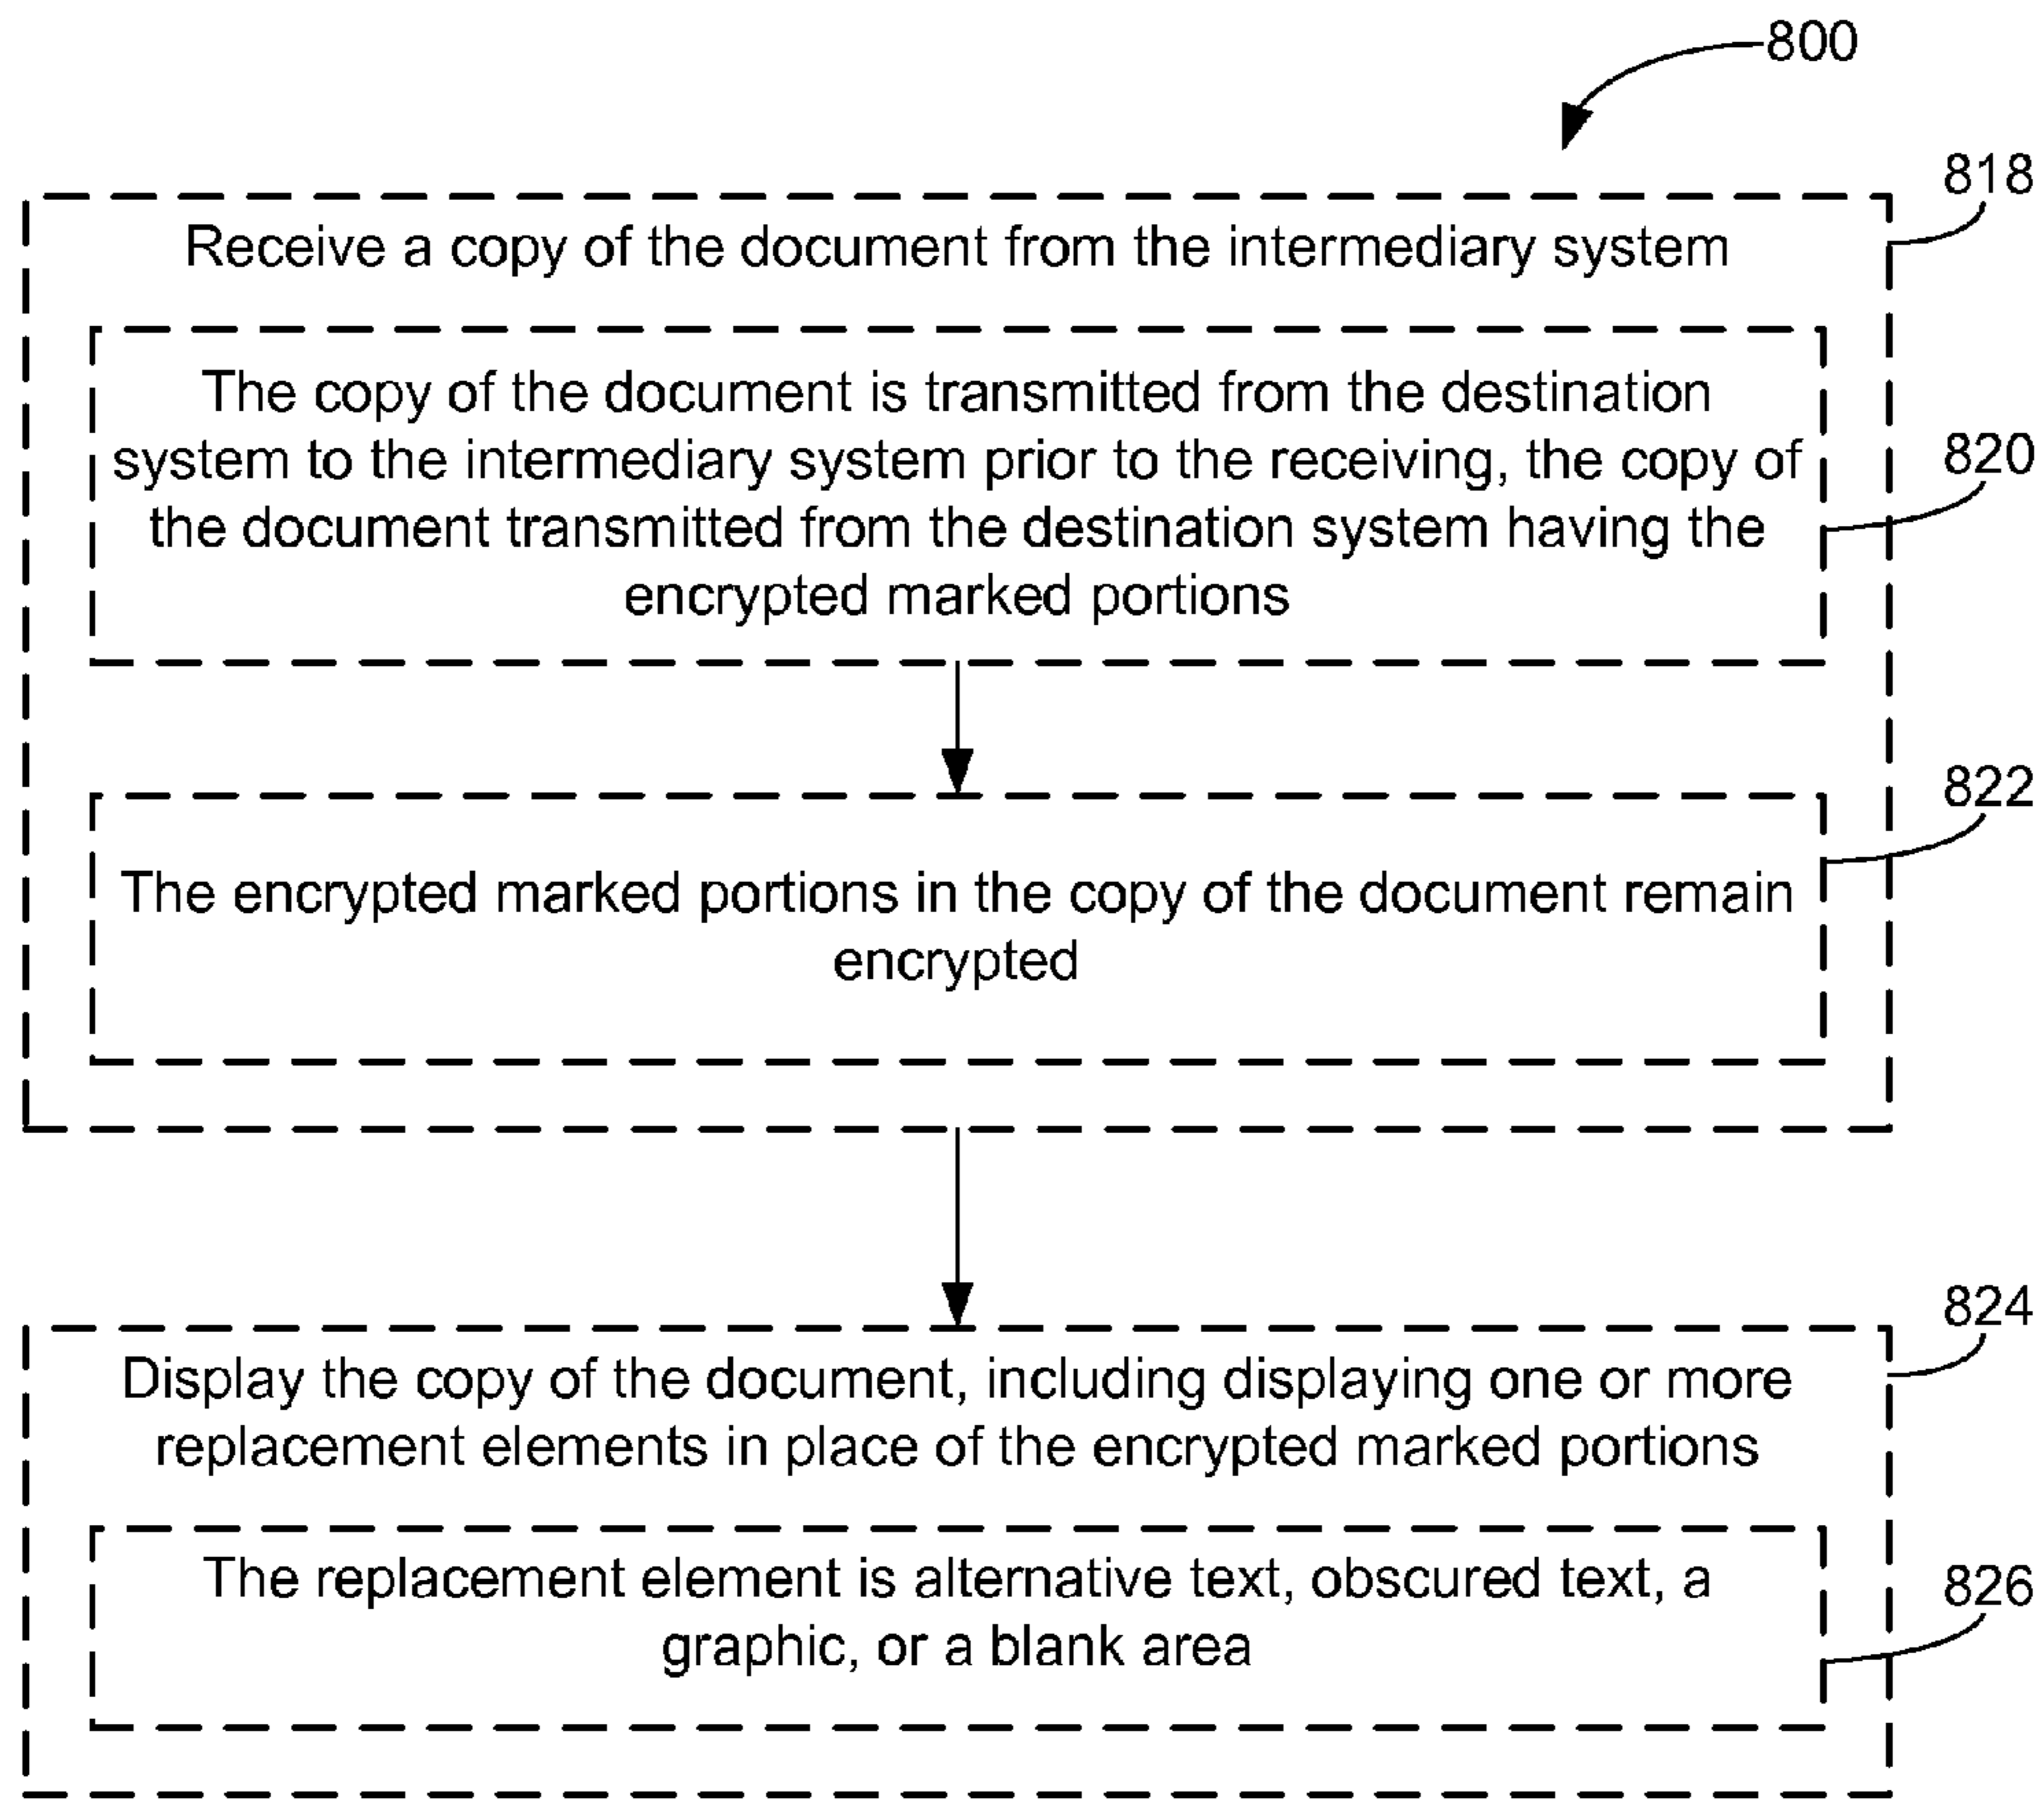 800
818
Receive a copy of the document from the intermediary system
The copy of the document is transmitted from the destination
system to the intermediary system prior to the receiving, the copy of
820
the document transmitted from the destination system having the
encrypted marked portions
822
The encrypted marked portions in the copy of the document remain
encrypted
824
Display the copy of the document, including displaying one or more
replacement elements in place of the encrypted marked portions
The replacement element is alternative text, obscured text, a
826
graphic, or a blank area